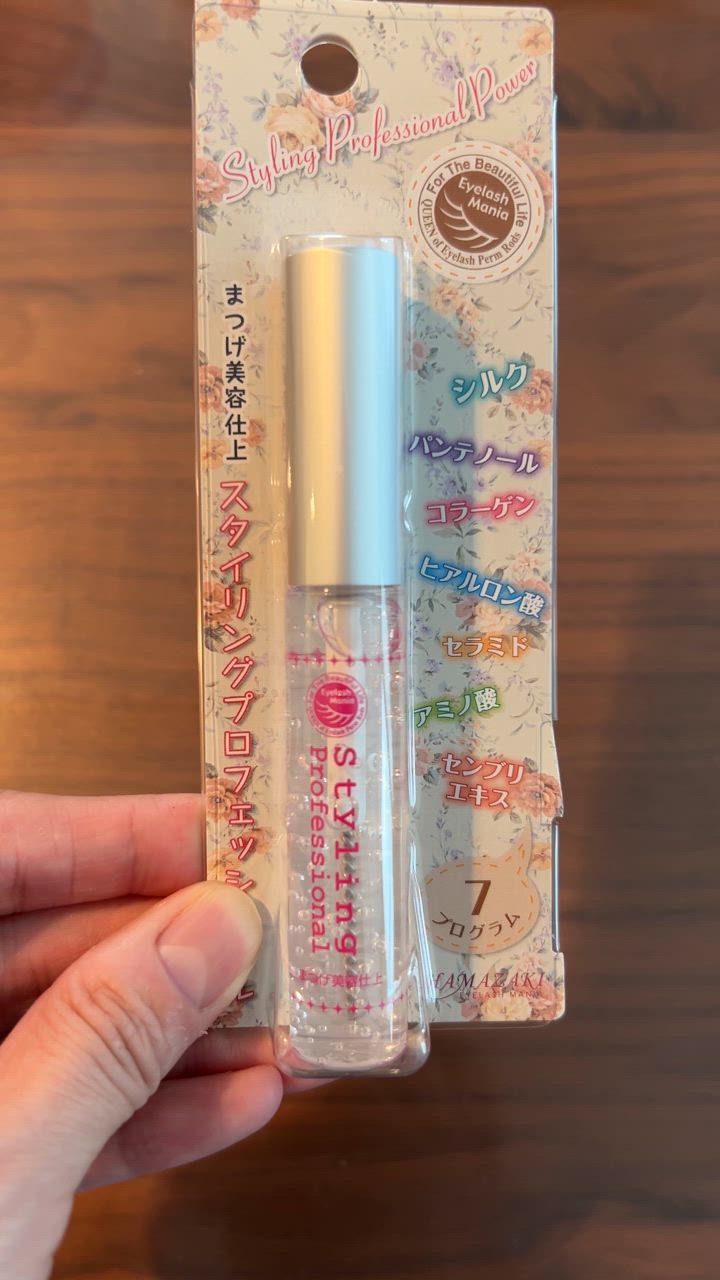 Styling Professional Power
For The Beautiful Life
Eyelash
Mania
QUEEN of Eyelash Perm Rods
まつげ美容仕上
スタイリングプロフェッシ
シルク
パンテノール
コラーゲン
ヒアルロン酸
セラミド
アミノ酸
センブリ
エキス
7
プログラム
HAMAZAKI
Eyelash
Mania
Styling
Professional
まつげ美容仕上